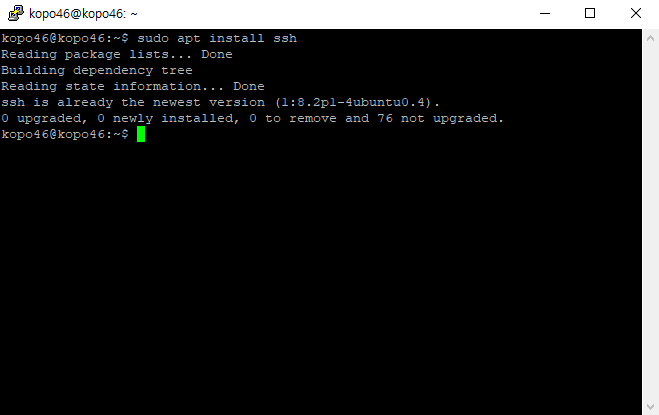 kopo46@kopo46: ~
kopo46@kopo46:~$ sudo apt install ssh
Reading package lists... Done
Building dependency tree
Reading state information... Done
ssh is already the newest version (1:8.2p1-4ubuntu0.4).
0 upgraded, 0 newly installed, 0 to remove and 76 not upgraded.
kopo46@kopo46:~$